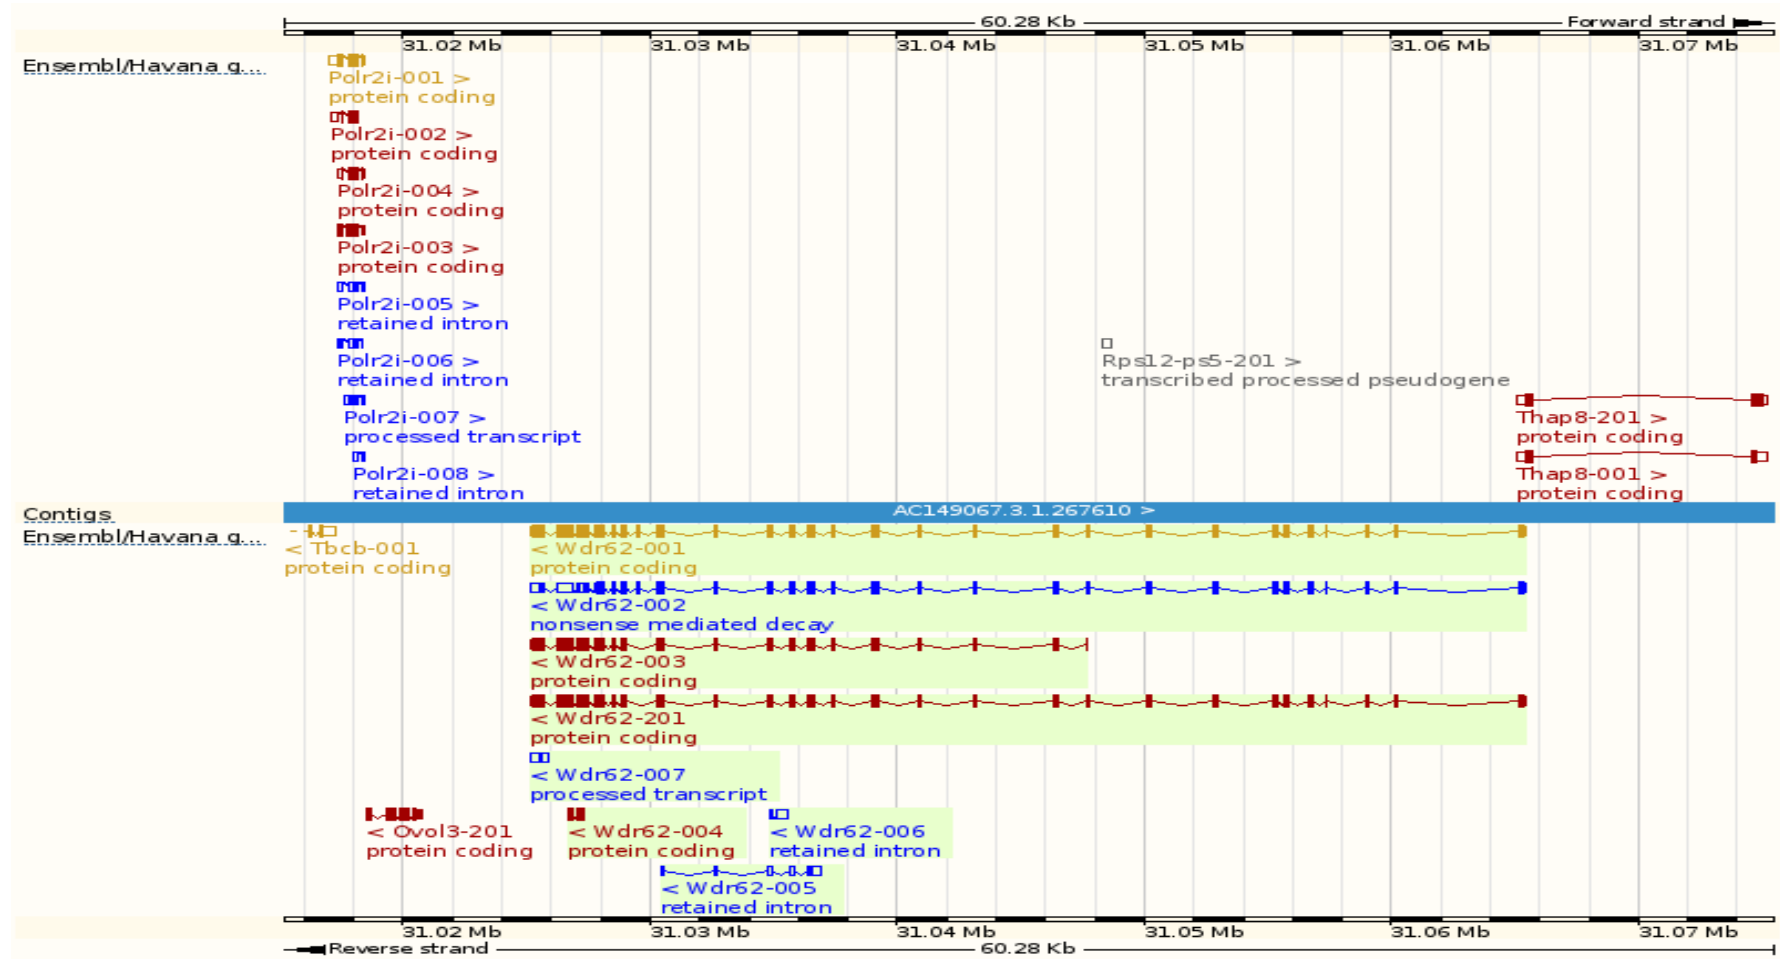 60.28 Kb Forward strand
31.02 Mb 31.03 Mb 31.04 Mb 31.05 Mb 31.06 Mb 31.07 Mb
Ensembl/Havana g...
Polr2i-001 >
protein coding
Polr2i-002 >
protein coding
Polr2i-004 >
protein coding
Polr2i-003 >
protein coding
Polr2i-005 >
retained intron
Polr2i-006 > Rps12-ps5-201 >
retained intron transcribed processed pseudogene
Polr2i-007 > Thap8-201 >
processed transcript protein coding
Polr2i-008 > Thap8-001 >
retained intron protein coding
Contigs AC149067.3.1.267610 >
Ensembl/Havana g...
< Tbcb-001 < Wdr62-001
protein coding protein coding
< Wdr62-002
nonsense mediated decay
< Wdr62-003
protein coding
< Wdr62-201
protein coding
< Wdr62-007
processed transcript
< Ovol3-201 < Wdr62-004 < Wdr62-006
protein coding protein coding retained intron
< Wdr62-005
retained intron
31.02 Mb 31.03 Mb 31.04 Mb 31.05 Mb 31.06 Mb 31.07 Mb
Reverse strand 60.28 Kb